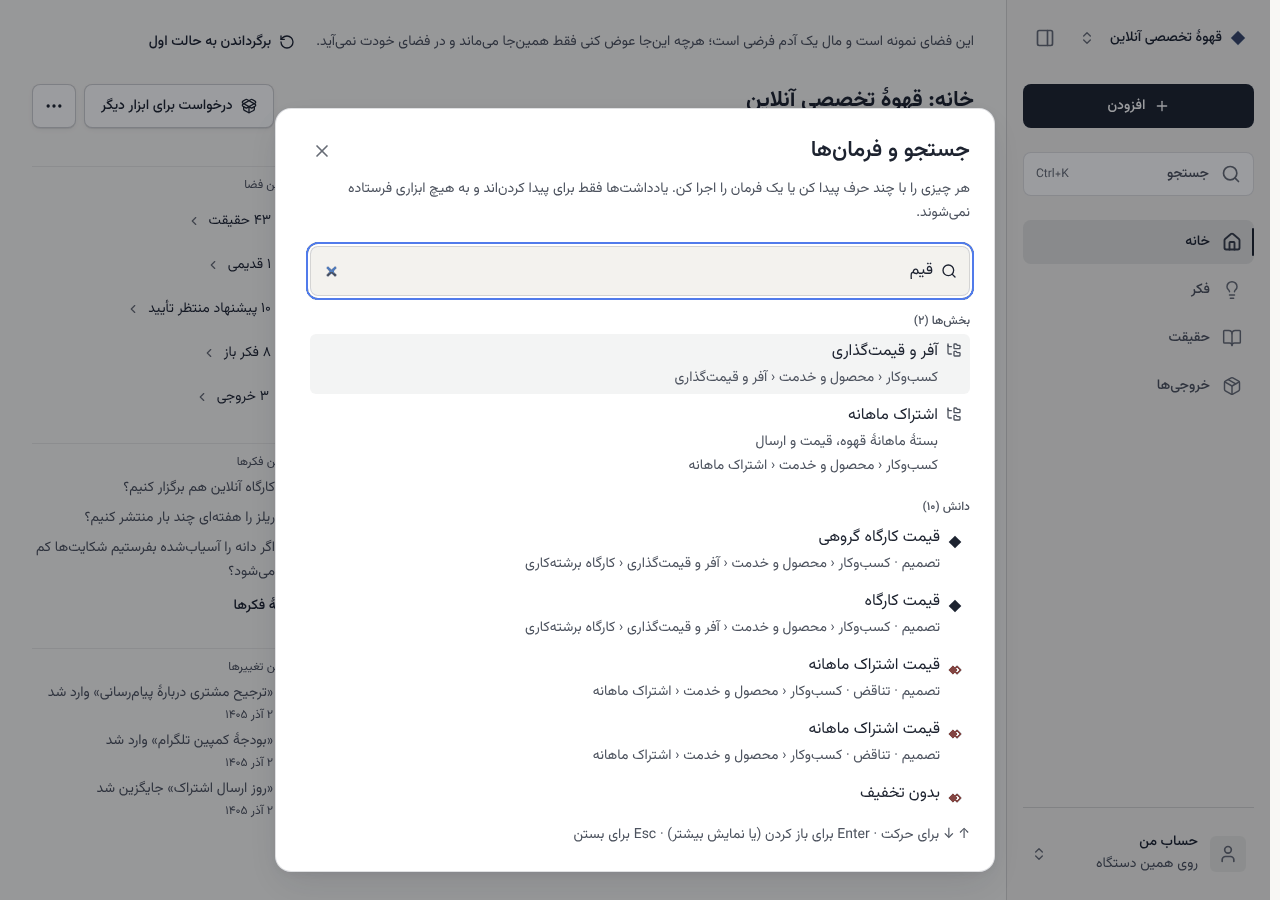 قهوهٔ تخصصی آنلاین
افزودن
جستجو
Ctrl+K
خانه
فکر
حقیقت
خروجی‌ها
حساب من
روی همین دستگاه
این فضای نمونه است و مال یک آدم فرضی است؛ هرچه این‌جا عوض کنی فقط همین‌جا می‌ماند و در فضای خودت نمی‌آید.
برگرداندن به حالت اول
خانه: قهوهٔ تخصصی آنلاین
درخواست برای ابزار دیگر
جستجو و فرمان‌ها
هر چیزی را با چند حرف پیدا کن یا یک فرمان را اجرا کن. یادداشت‌ها فقط برای پیدا کردن‌اند و به هیچ ابزاری فرستاده
نمی‌شوند.
قیم
بخش‌ها (۲)
آفر و قیمت‌گذاری
کسب‌وکار › محصول و خدمت › آفر و قیمت‌گذاری
اشتراک ماهانه
بستهٔ ماهانهٔ قهوه، قیمت و ارسال
کسب‌وکار › محصول و خدمت › اشتراک ماهانه
دانش (۱۰)
قیمت کارگاه گروهی
تصمیم · کسب‌وکار › محصول و خدمت › آفر و قیمت‌گذاری › کارگاه برشته‌کاری
قیمت کارگاه
تصمیم · کسب‌وکار › محصول و خدمت › آفر و قیمت‌گذاری › کارگاه برشته‌کاری
قیمت اشتراک ماهانه
تصمیم · تناقض · کسب‌وکار › محصول و خدمت › اشتراک ماهانه
قیمت اشتراک ماهانه
تصمیم · تناقض · کسب‌وکار › محصول و خدمت › اشتراک ماهانه
بدون تخفیف
↑ ↓ برای حرکت · Enter برای باز کردن (یا نمایش بیشتر) · Esc برای بستن
فضا
۴۳ حقیقت
۱ قدیمی
۱۰ پیشنهاد منتظر تأیید
۸ فکر باز
۳ خروجی
فکرها
کارگاه آنلاین هم برگزار کنیم؟
ریلز را هفته‌ای چند بار منتشر کنیم؟
اگر دانه را آسیاب‌شده بفرستیم شکایت‌ها کم
می‌شود؟
فکرها
تغییرها
«ترجیح مشتری دربارهٔ پیام‌رسانی» وارد شد
۲ آذر ۱۴۰۵
«بودجهٔ کمپین تلگرام» وارد شد
۲ آذر ۱۴۰۵
«روز ارسال اشتراک» جایگزین شد
۲ آذر ۱۴۰۵